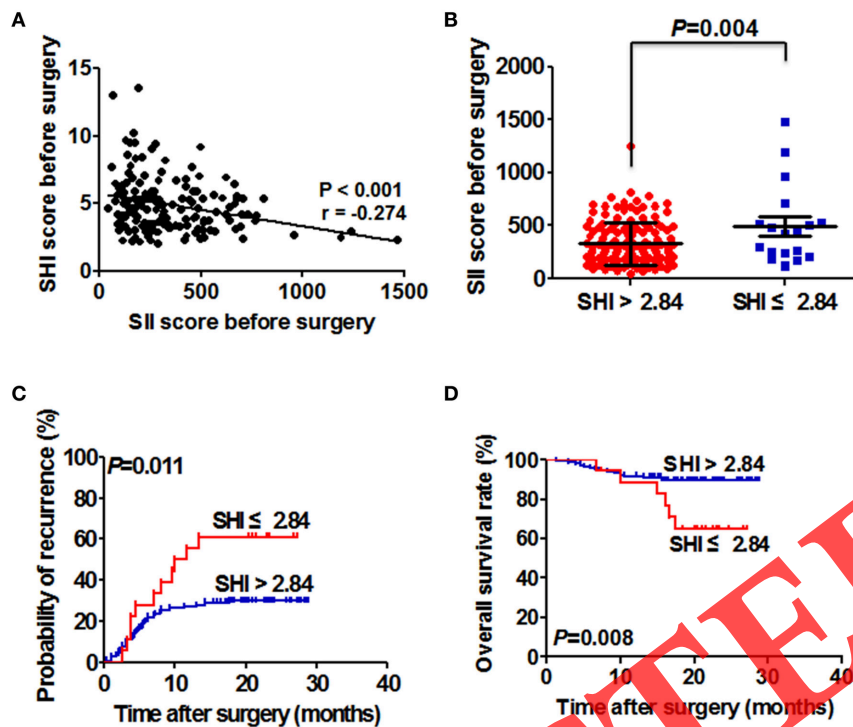 A
SHI score before surgery
15
10
5
0
0
500
1000
1500
P < 0.001
r = -0.274
SII score before surgery
B
P=0.004
SII score before surgery
2000
1500
1000
500
0
SHI > 2.84
SHI ≤ 2.84
C
Probability of recurrence (%)
100
80
60
40
20
0
P=0.011
SHI ≤ 2.84
SHI > 2.84
0
10
20
30
40
Time after surgery (months)
D
Overall survival rate (%)
100
80
60
40
20
0
SHI > 2.84
SHI ≤ 2.84
P=0.008
0
10
20
30
40
Time after surgery (months)